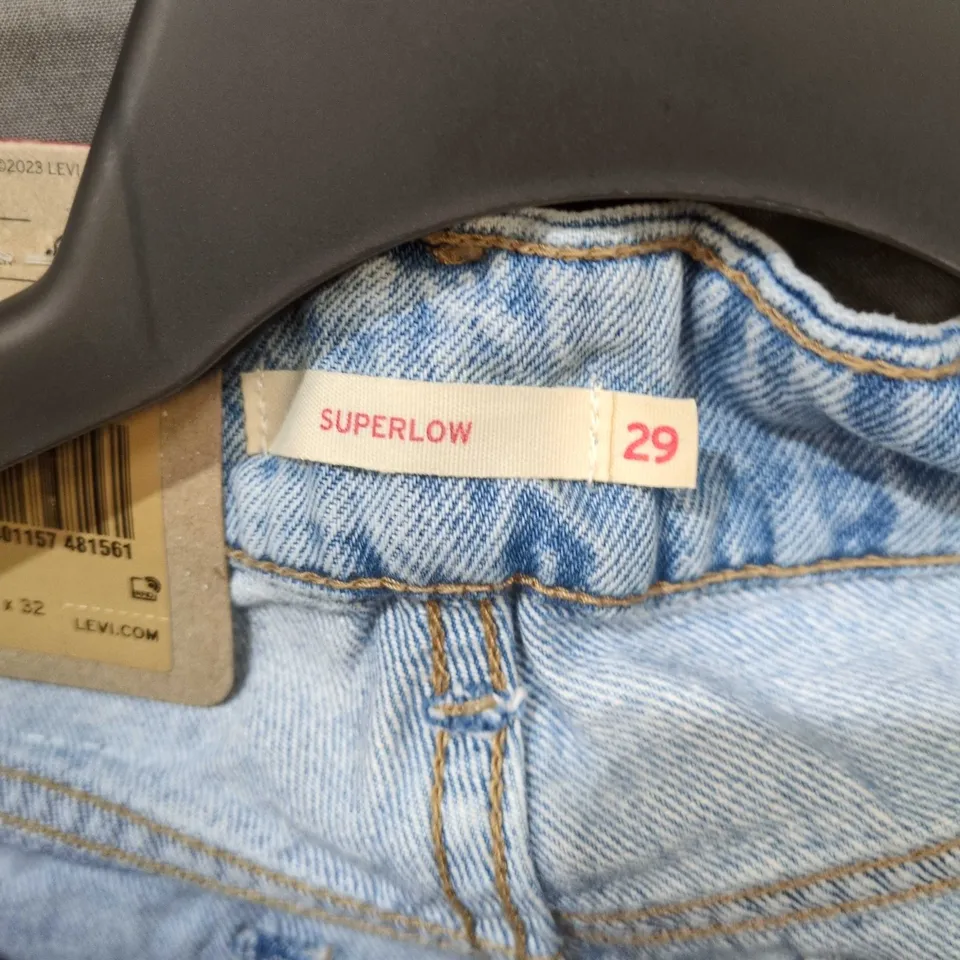 ©2023 LEVI
SUPERLOW
29
01157 481561
x 32
LEVI.COM